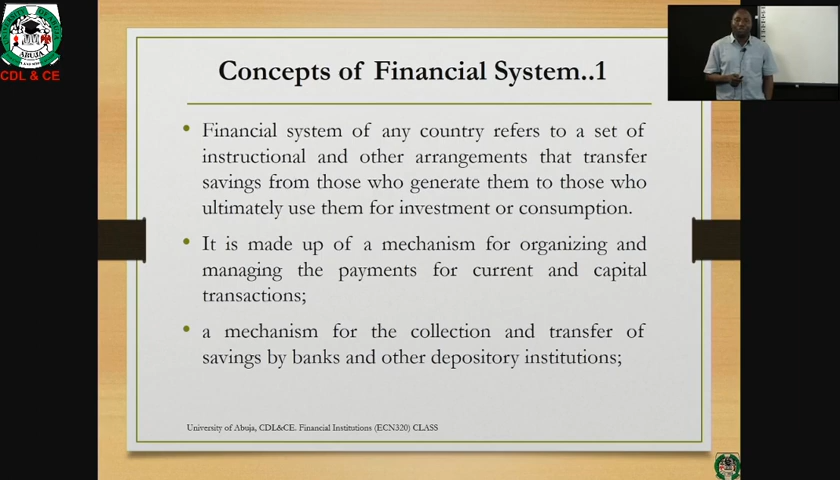 ABUJA
CDL & CE
Concepts of Financial System..1
Financial system of any country refers to a set of
instructional and other arrangements that transfer
savings from those who generate them to those who
ultimately use them for investment or consumption.
It is made up of a mechanism for organizing and
managing the payments for current and capital
transactions;
a mechanism for the collection and transfer of
savings by banks and other depository institutions;
University of Abuja, CDL&CE. Financial Institutions (ECN320) CLASS